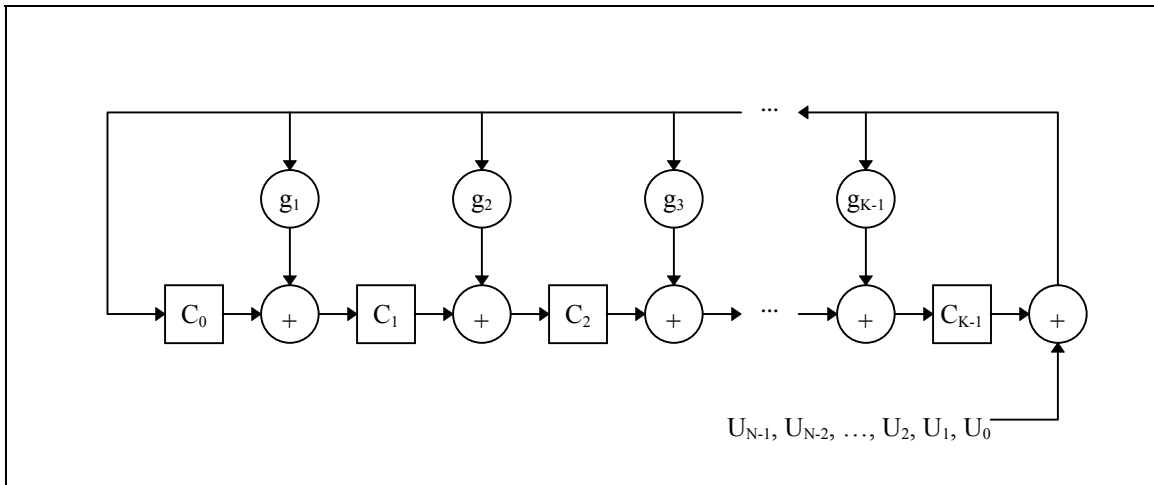 ...
g₁ g₂ g₃ gK-1
C₀ + C₁ + C₂ + ... + CK-1 +
UN-1, UN-2, …, U₂, U₁, U₀